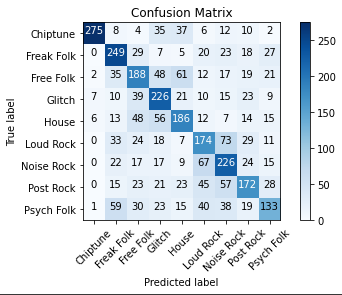 Confusion Matrix
Chiptune 275 8 4 35 37 6 12 10 2
Freak Folk 0 249 29 7 5 20 23 18 27
Free Folk 2 35 188 48 61 12 17 19 21
Glitch 7 10 39 226 21 10 15 23 9
House 6 13 48 56 186 12 7 14 15
Loud Rock 0 33 24 18 7 174 73 29 11
Noise Rock 0 22 17 17 9 67 226 24 15
Post Rock 0 15 23 21 23 45 57 172 28
Psych Folk 1 59 30 23 15 40 38 19 133
True label
Chiptune Freak Folk Free Folk Glitch House Loud Rock Noise Rock Post Rock Psych Folk
Predicted label
250
200
150
100
50
0